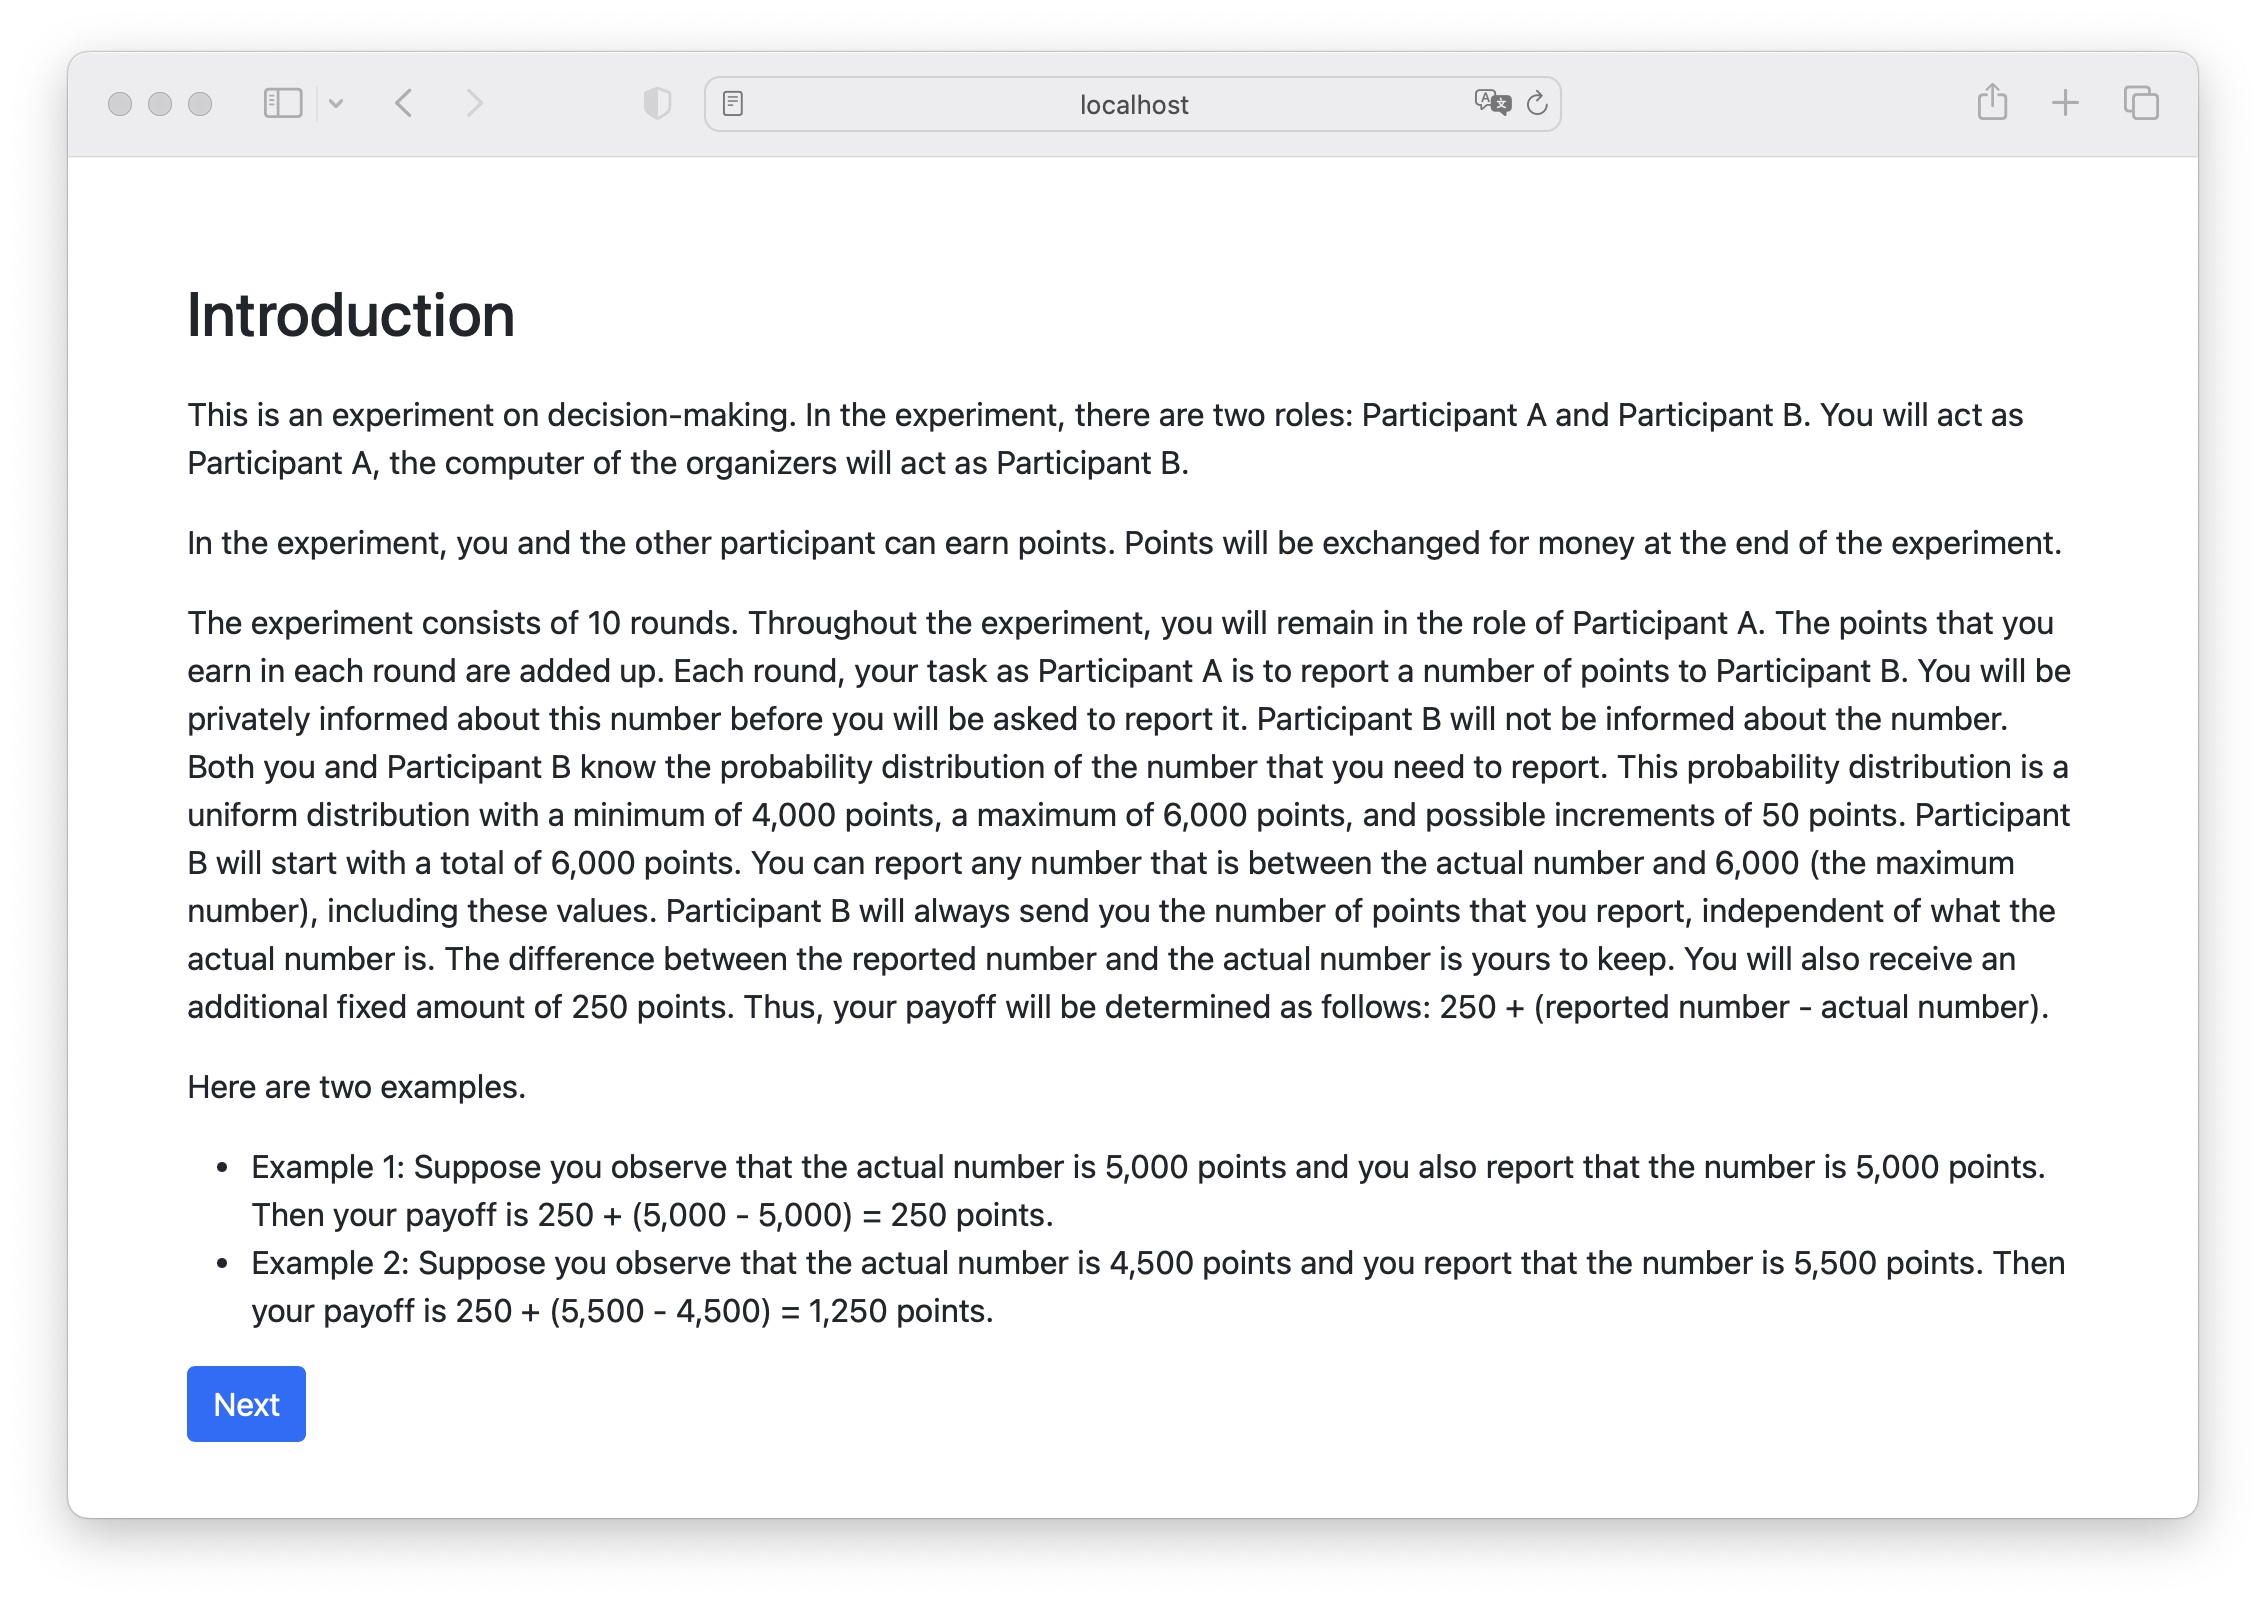 localhost
Introduction
This is an experiment on decision-making. In the experiment, there are two roles: Participant A and Participant B. You will act as
Participant A, the computer of the organizers will act as Participant B.
In the experiment, you and the other participant can earn points. Points will be exchanged for money at the end of the experiment.
The experiment consists of 10 rounds. Throughout the experiment, you will remain in the role of Participant A. The points that you
earn in each round are added up. Each round, your task as Participant A is to report a number of points to Participant B. You will be
privately informed about this number before you will be asked to report it. Participant B will not be informed about the number.
Both you and Participant B know the probability distribution of the number that you need to report. This probability distribution is a
uniform distribution with a minimum of 4,000 points, a maximum of 6,000 points, and possible increments of 50 points. Participant
B will start with a total of 6,000 points. You can report any number that is between the actual number and 6,000 (the maximum
number), including these values. Participant B will always send you the number of points that you report, independent of what the
actual number is. The difference between the reported number and the actual number is yours to keep. You will also receive an
additional fixed amount of 250 points. Thus, your payoff will be determined as follows: 250 + (reported number - actual number).
Here are two examples.
• Example 1: Suppose you observe that the actual number is 5,000 points and you also report that the number is 5,000 points.
Then your payoff is 250 + (5,000 - 5,000) = 250 points.
• Example 2: Suppose you observe that the actual number is 4,500 points and you report that the number is 5,500 points. Then
your payoff is 250 + (5,500 - 4,500) = 1,250 points.
Next